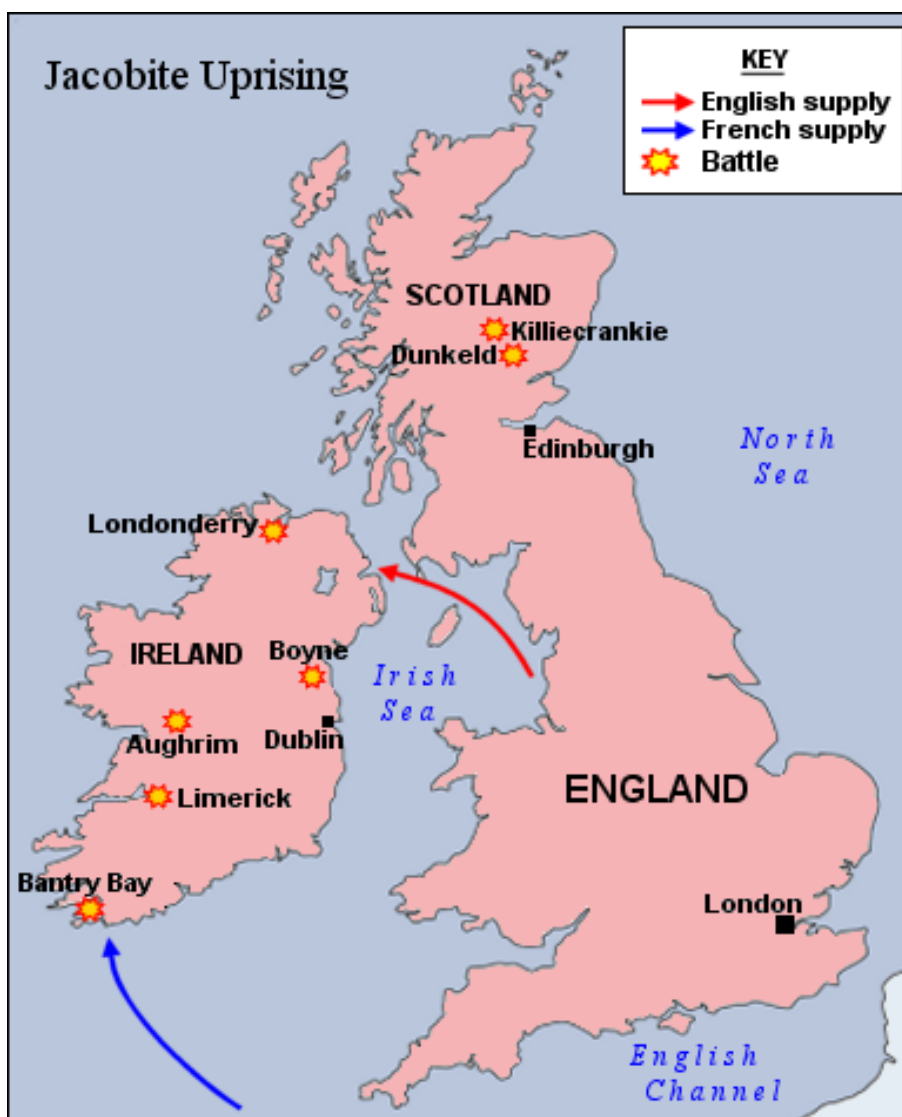 Jacobite Uprising
KEY
English supply
French supply
Battle
SCOTLAND
Killiecrankie
Dunkeld
Edinburgh
North
Sea
Londonderry
IRELAND
Boyne
Irish
Sea
Aughrim
Dublin
Limerick
ENGLAND
Bantry Bay
London
English
Channel